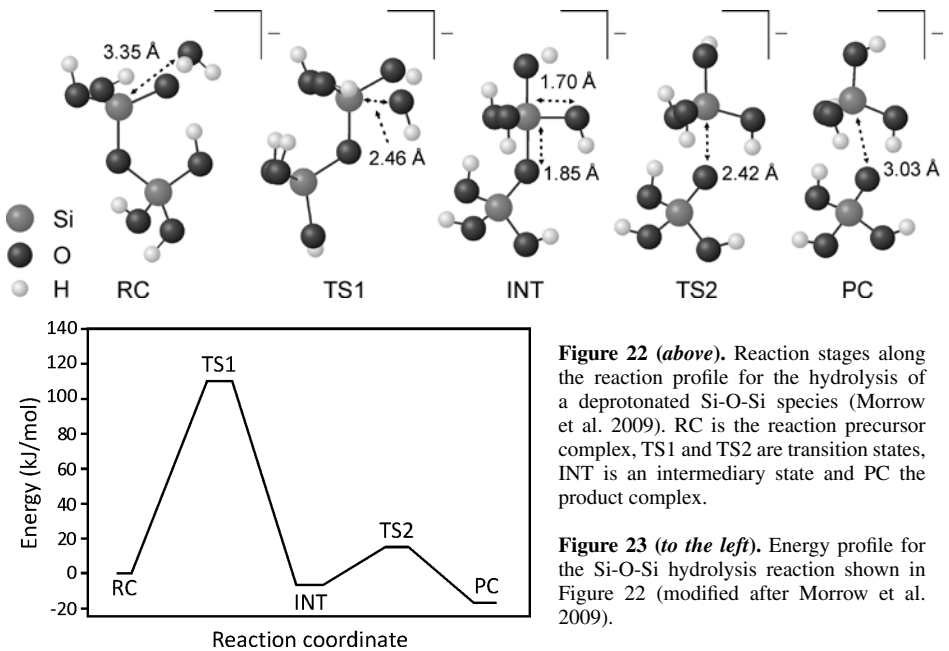 3.35 Å
2.46 Å
1.70 Å
1.85 Å
2.42 Å
3.03 Å
Si
O
H
RC
TS1
INT
TS2
PC
140
120
100
80
60
40
20
0
-20
Energy (kJ/mol)
TS1
TS2
RC
INT
PC
Reaction coordinate
Figure 22 (above). Reaction stages along
the reaction profile for the hydrolysis of
a deprotonated Si-O-Si species (Morrow
et al. 2009). RC is the reaction precursor
complex, TS1 and TS2 are transition states,
INT is an intermediary state and PC the
product complex.
Figure 23 (to the left). Energy profile for
the Si-O-Si hydrolysis reaction shown in
Figure 22 (modified after Morrow et al.
2009).